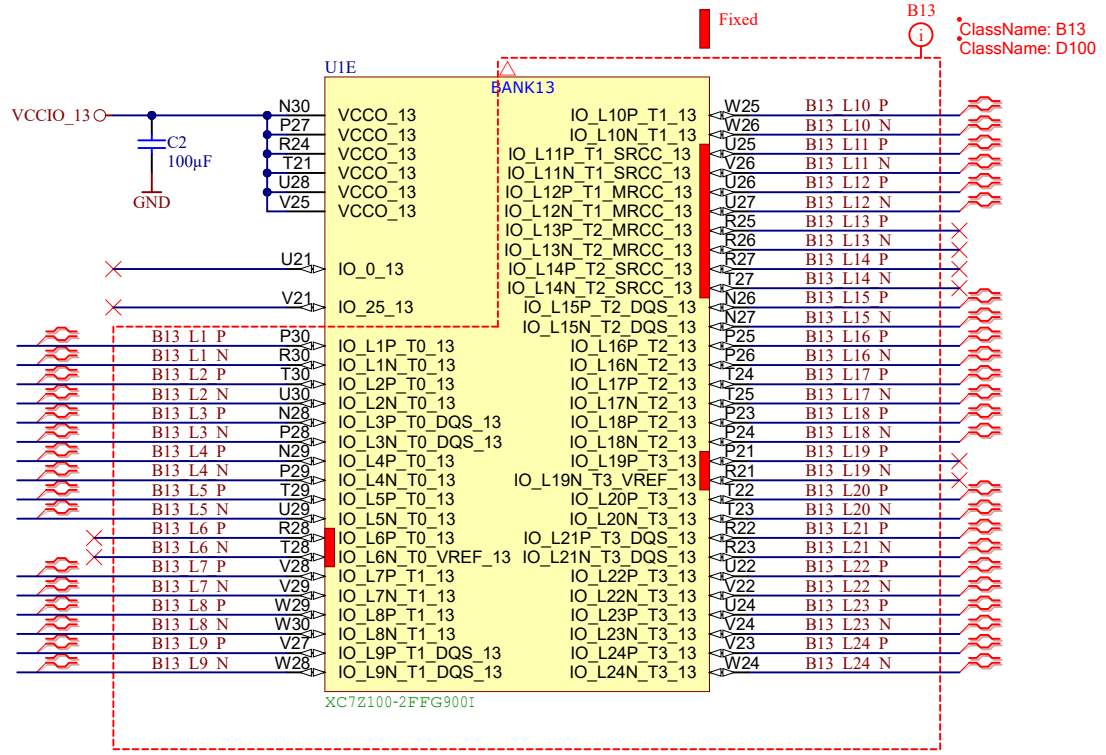 Fixed
B13
i
ClassName: B13
ClassName: D100
U1E
BANK13
VCCIO_13
C2
100µF
GND
N30 VCCO_13
P27 VCCO_13
R24 VCCO_13
T21 VCCO_13
U28 VCCO_13
V25 VCCO_13
U21 IO_0_13
V21 IO_25_13
B13_L1_P P30 IO_L1P_T0_13
B13_L1_N R30 IO_L1N_T0_13
B13_L2_P T30 IO_L2P_T0_13
B13_L2_N U30 IO_L2N_T0_13
B13_L3_P N28 IO_L3P_T0_DQS_13
B13_L3_N P28 IO_L3N_T0_DQS_13
B13_L4_P N29 IO_L4P_T0_13
B13_L4_N P29 IO_L4N_T0_13
B13_L5_P T29 IO_L5P_T0_13
B13_L5_N U29 IO_L5N_T0_13
B13_L6_P R28 IO_L6P_T0_13
B13_L6_N T28 IO_L6N_T0_VREF_13
B13_L7_P V28 IO_L7P_T1_13
B13_L7_N V29 IO_L7N_T1_13
B13_L8_P W29 IO_L8P_T1_13
B13_L8_N W30 IO_L8N_T1_13
B13_L9_P V27 IO_L9P_T1_DQS_13
B13_L9_N W28 IO_L9N_T1_DQS_13
IO_L10P_T1_13 W25 B13_L10_P
IO_L10N_T1_13 W26 B13_L10_N
IO_L11P_T1_SRCC_13 U25 B13_L11_P
IO_L11N_T1_SRCC_13 V26 B13_L11_N
IO_L12P_T1_MRCC_13 U26 B13_L12_P
IO_L12N_T1_MRCC_13 U27 B13_L12_N
IO_L13P_T2_MRCC_13 R25 B13_L13_P
IO_L13N_T2_MRCC_13 R26 B13_L13_N
IO_L14P_T2_SRCC_13 R27 B13_L14_P
IO_L14N_T2_SRCC_13 T27 B13_L14_N
IO_L15P_T2_DQS_13 N26 B13_L15_P
IO_L15N_T2_DQS_13 N27 B13_L15_N
IO_L16P_T2_13 P25 B13_L16_P
IO_L16N_T2_13 P26 B13_L16_N
IO_L17P_T2_13 T24 B13_L17_P
IO_L17N_T2_13 T25 B13_L17_N
IO_L18P_T2_13 P23 B13_L18_P
IO_L18N_T2_13 P24 B13_L18_N
IO_L19P_T3_13 P21 B13_L19_P
IO_L19N_T3_VREF_13 R21 B13_L19_N
IO_L20P_T3_13 T22 B13_L20_P
IO_L20N_T3_13 T23 B13_L20_N
IO_L21P_T3_DQS_13 R22 B13_L21_P
IO_L21N_T3_DQS_13 R23 B13_L21_N
IO_L22P_T3_13 U22 B13_L22_P
IO_L22N_T3_13 V22 B13_L22_N
IO_L23P_T3_13 U24 B13_L23_P
IO_L23N_T3_13 V24 B13_L23_N
IO_L24P_T3_13 V23 B13_L24_P
IO_L24N_T3_13 W24 B13_L24_N
XC7Z100-2FFG900I